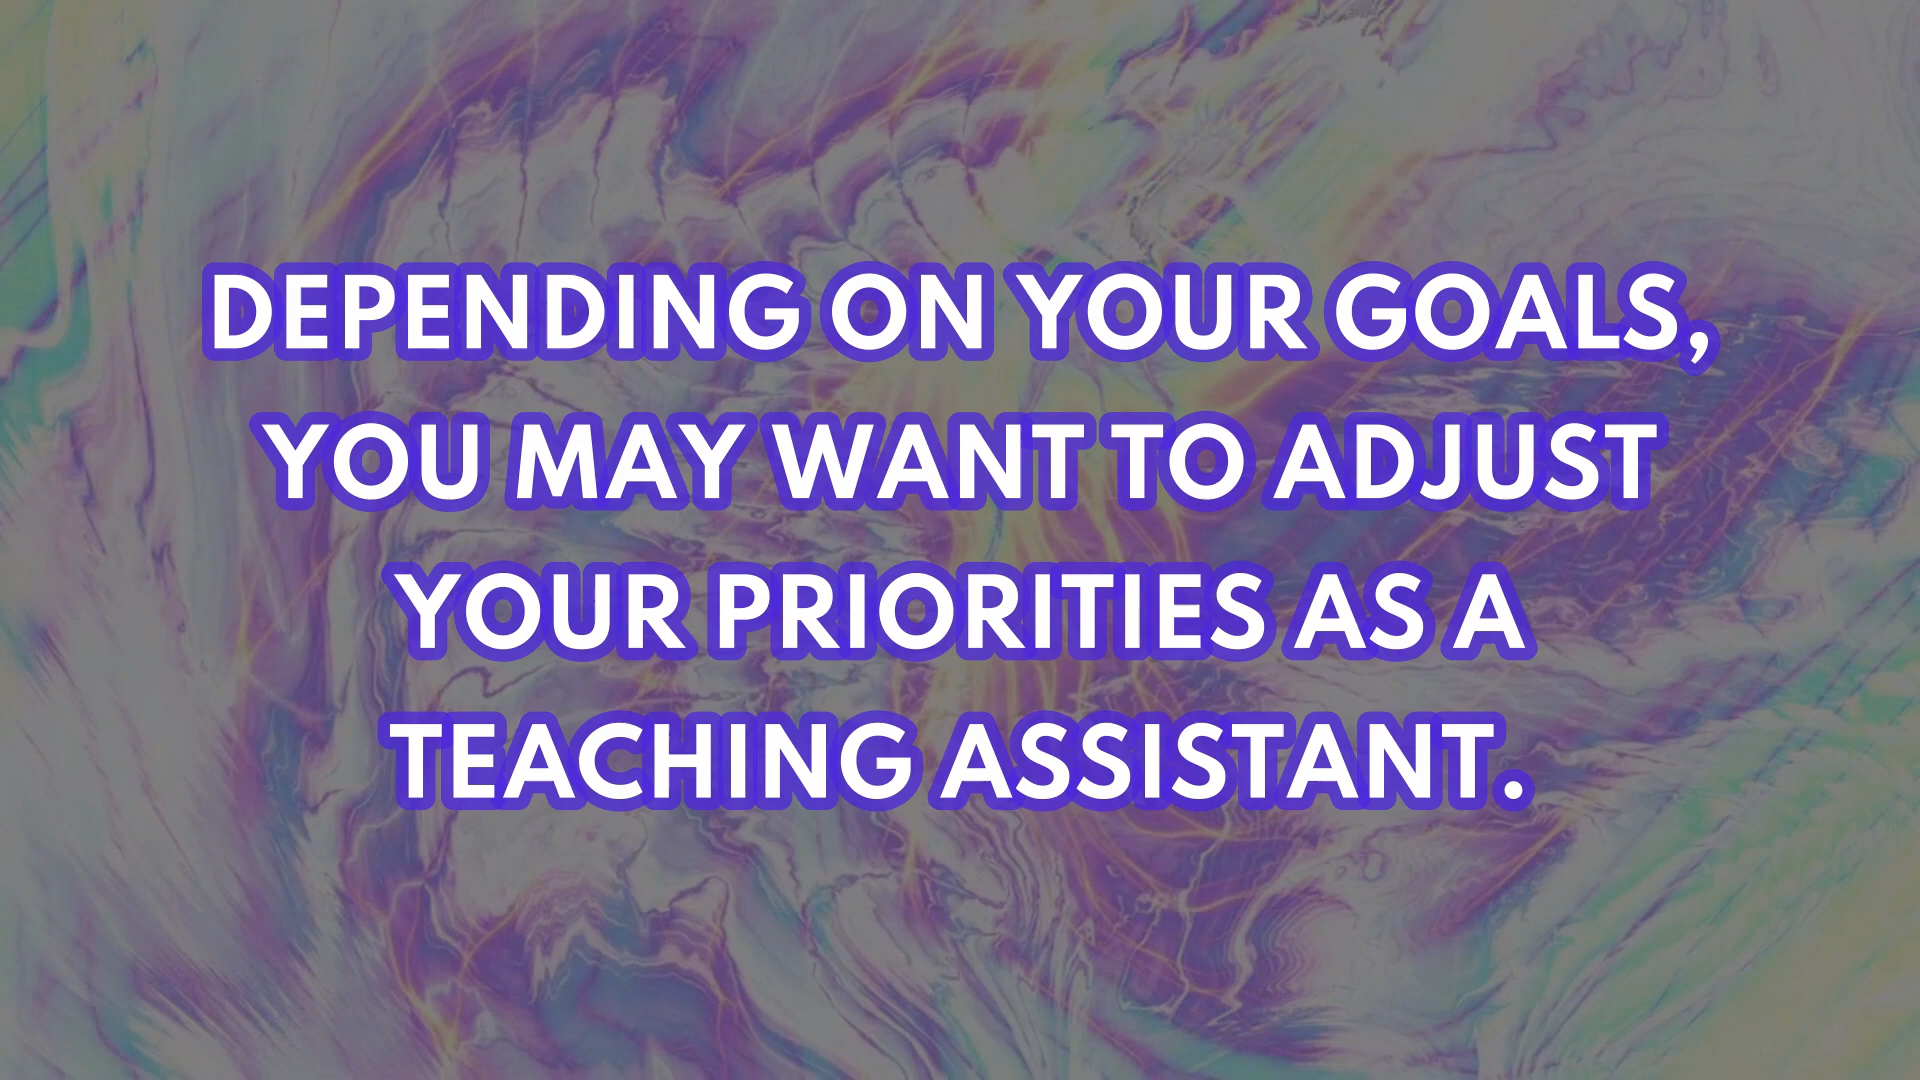 DEPENDING ON YOUR GOALS,
YOU MAY WANT TO ADJUST
YOUR PRIORITIES AS A
TEACHING ASSISTANT.